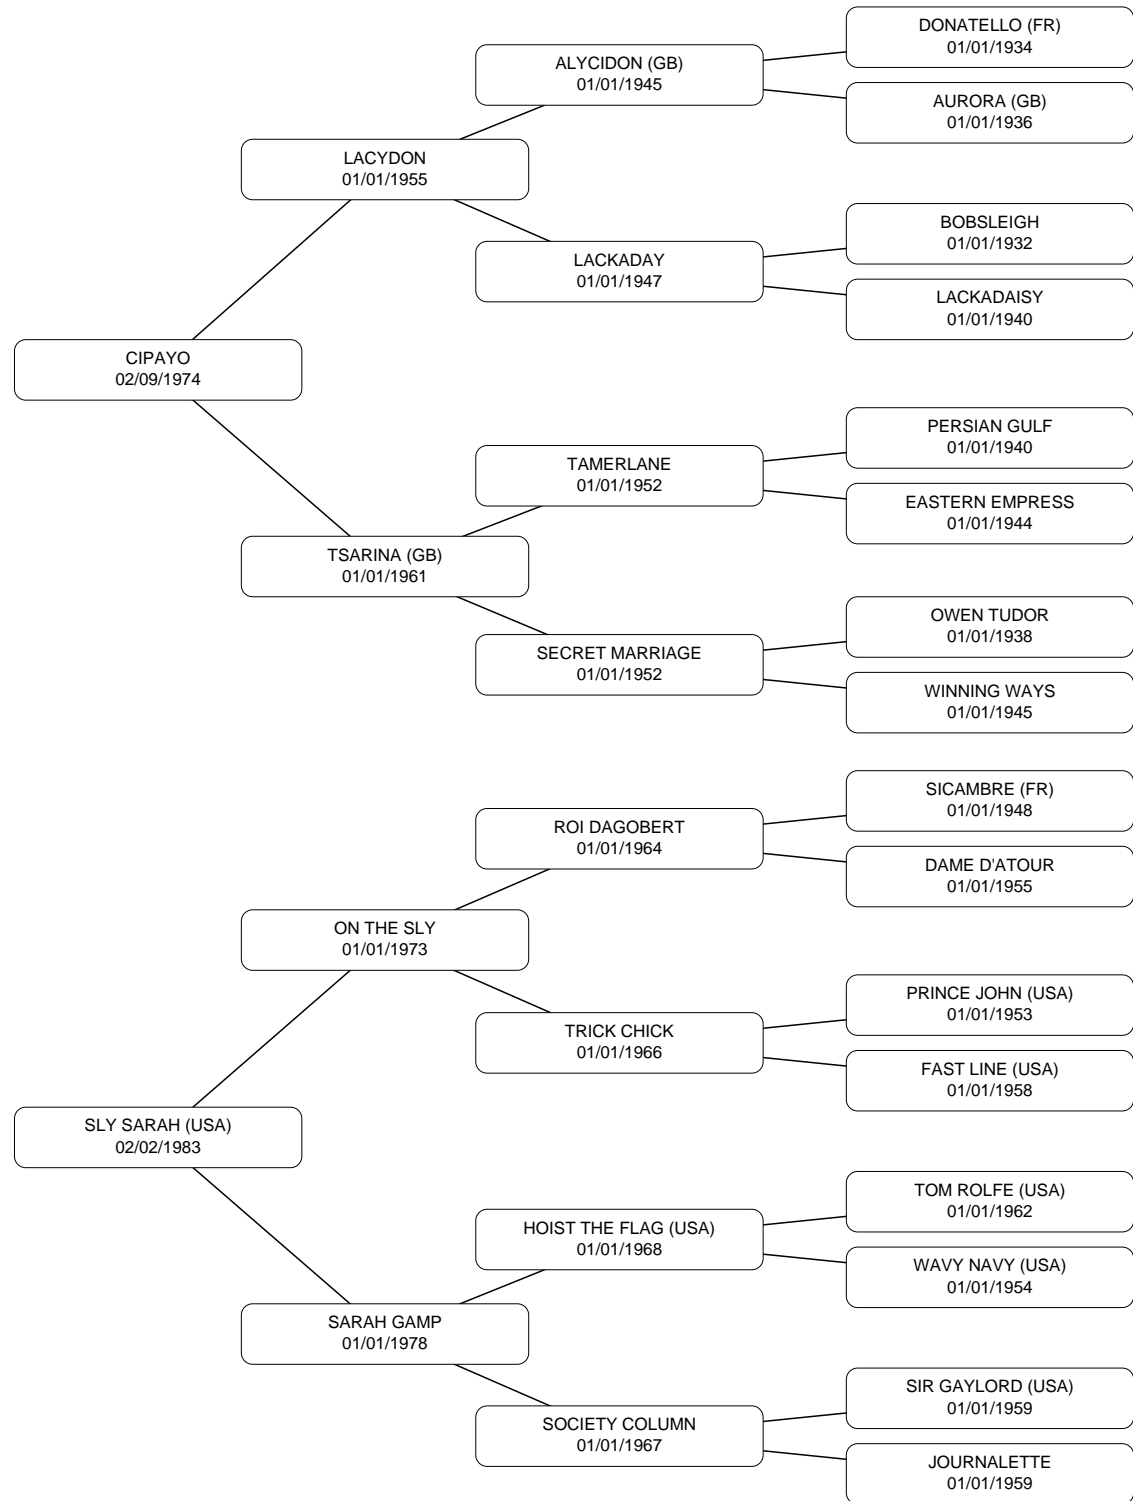 DONATELLO (FR)
01/01/1934
ALYCIDON (GB)
01/01/1945
AURORA (GB)
01/01/1936
LACYDON
01/01/1955
BOBSLEIGH
01/01/1932
LACKADAY
01/01/1947
LACKADAISY
01/01/1940
CIPAYO
02/09/1974
PERSIAN GULF
01/01/1940
TAMERLANE
01/01/1952
EASTERN EMPRESS
01/01/1944
TSARINA (GB)
01/01/1961
OWEN TUDOR
01/01/1938
SECRET MARRIAGE
01/01/1952
WINNING WAYS
01/01/1945
SICAMBRE (FR)
01/01/1948
ROI DAGOBERT
01/01/1964
DAME D'ATOUR
01/01/1955
ON THE SLY
01/01/1973
PRINCE JOHN (USA)
01/01/1953
TRICK CHICK
01/01/1966
FAST LINE (USA)
01/01/1958
SLY SARAH (USA)
02/02/1983
TOM ROLFE (USA)
01/01/1962
HOIST THE FLAG (USA)
01/01/1968
WAVY NAVY (USA)
01/01/1954
SARAH GAMP
01/01/1978
SIR GAYLORD (USA)
01/01/1959
SOCIETY COLUMN
01/01/1967
JOURNALETTE
01/01/1959